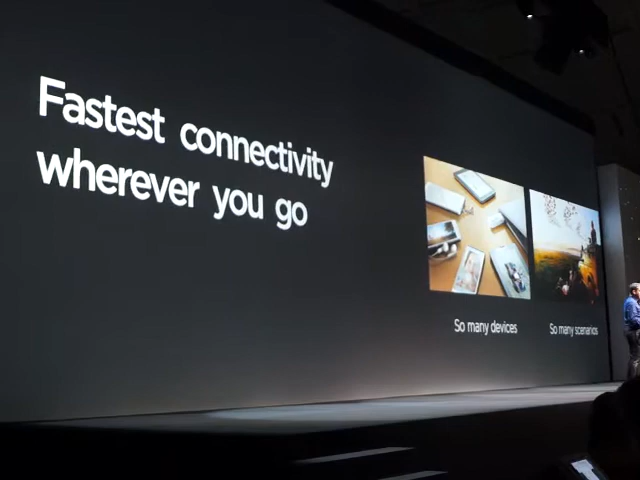 Fastest connectivity
wherever you go
So many devices
So many scenarios